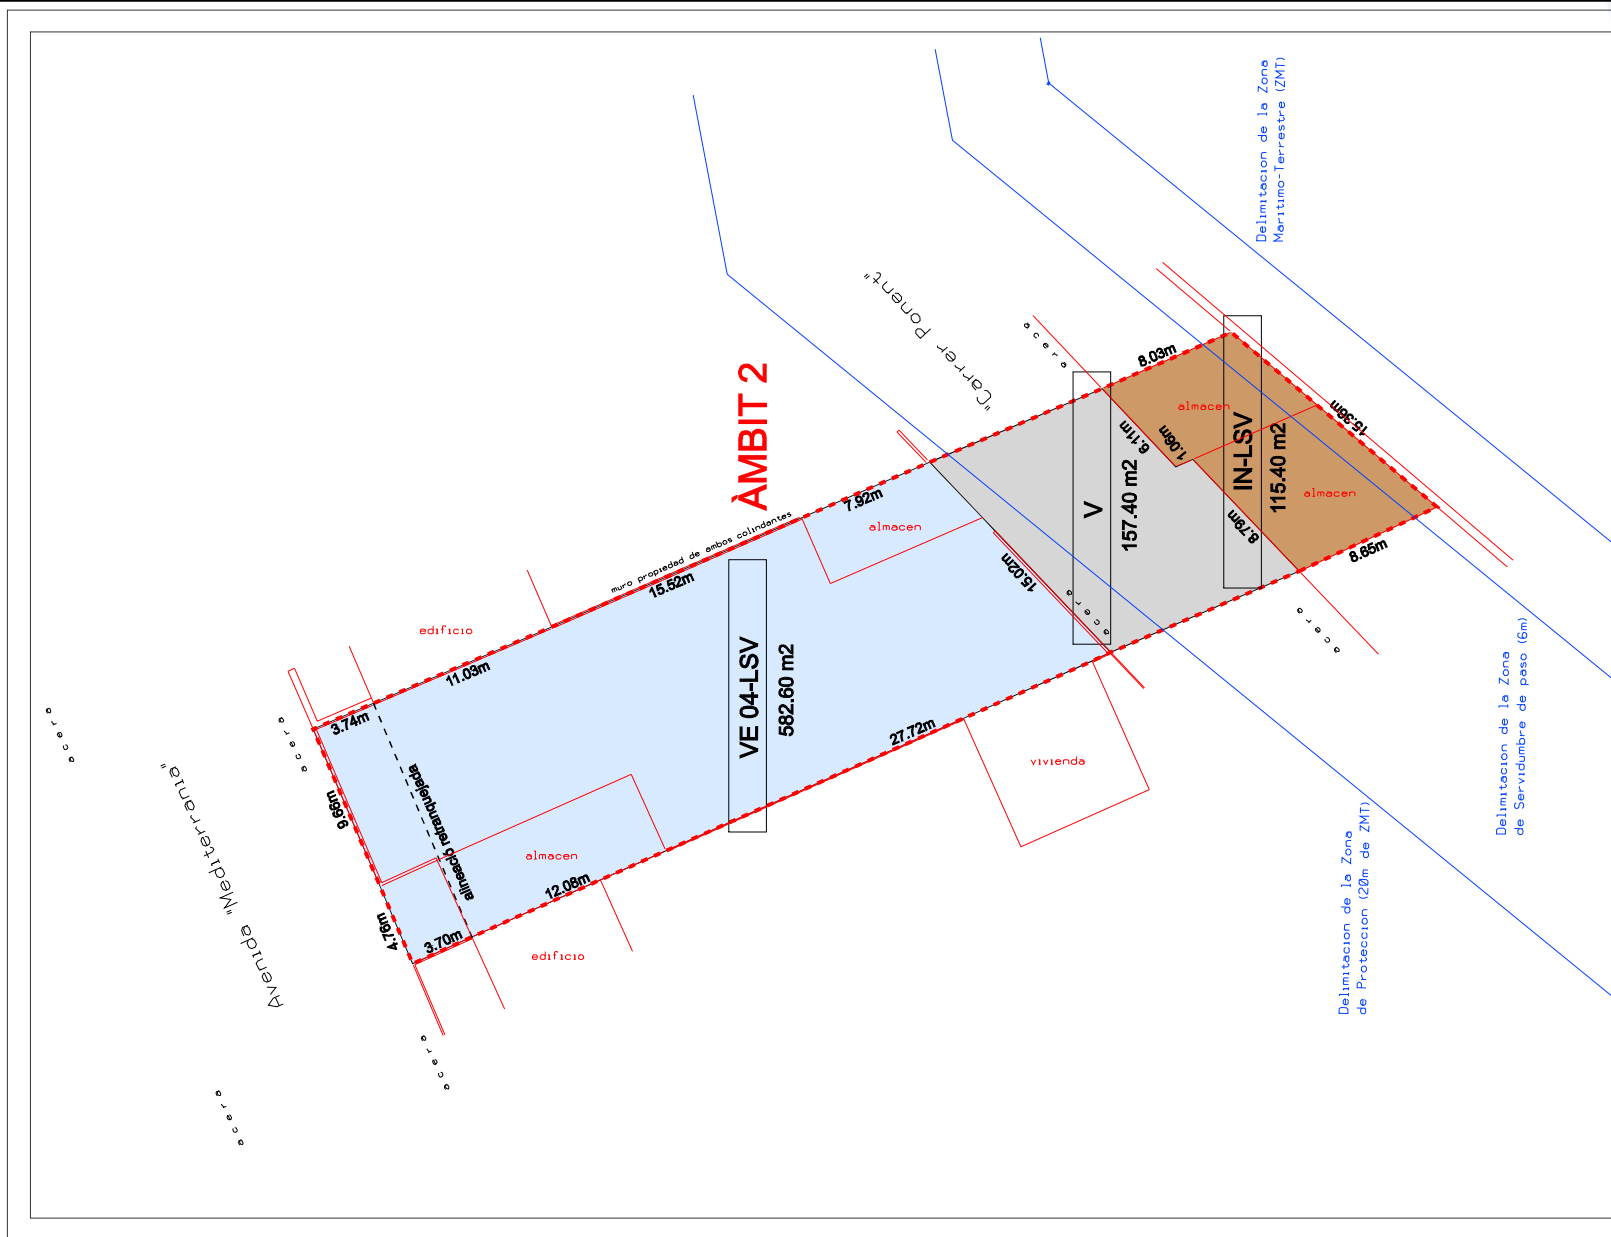 Delimitacion de la Zona
Maritimo-Terrestre (ZMT)
"Carrer Ponent"
acera
8.03m
ÀMBIT 2
almacen
6.11m
1.06m
15.36m
IN-LSV
115.40 m2
almacen
V
157.40 m2
8.79m
8.65m
7.92m
almacen
muro propiedad de ambos colindantes
15.52m
15.02m
acera
acera
edificio
11.03m
VE 04-LSV
582.60 m2
27.72m
vivienda
Delimitacion de la Zona
de Servidumbre de paso (6m)
Delimitacion de la Zona
de Proteccion (20m de ZMT)
acera
acera
3.74m
Avenida "Mediterrania"
9.66m
alineació retranquejada
almacen
12.08m
4.76m
3.70m
edificio
acera
acera